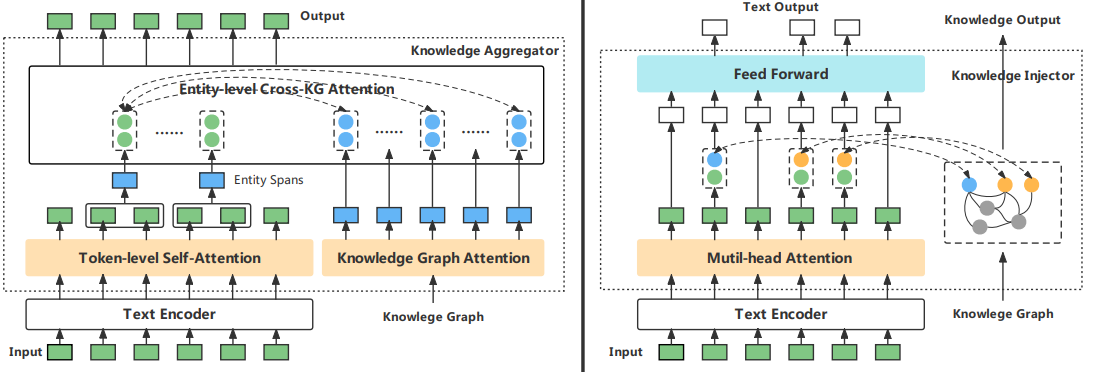 Output
Knowledge Aggregator
Entity-level Cross-KG Attention
......
......
......
Entity Spans
Token-level Self-Attention
Knowledge Graph Attention
Text Encoder
Knowlege Graph
Input
Text Output
Knowledge Output
Feed Forward
Knowledge Injector
Mutil-head Attention
Text Encoder
Knowlege Graph
Input